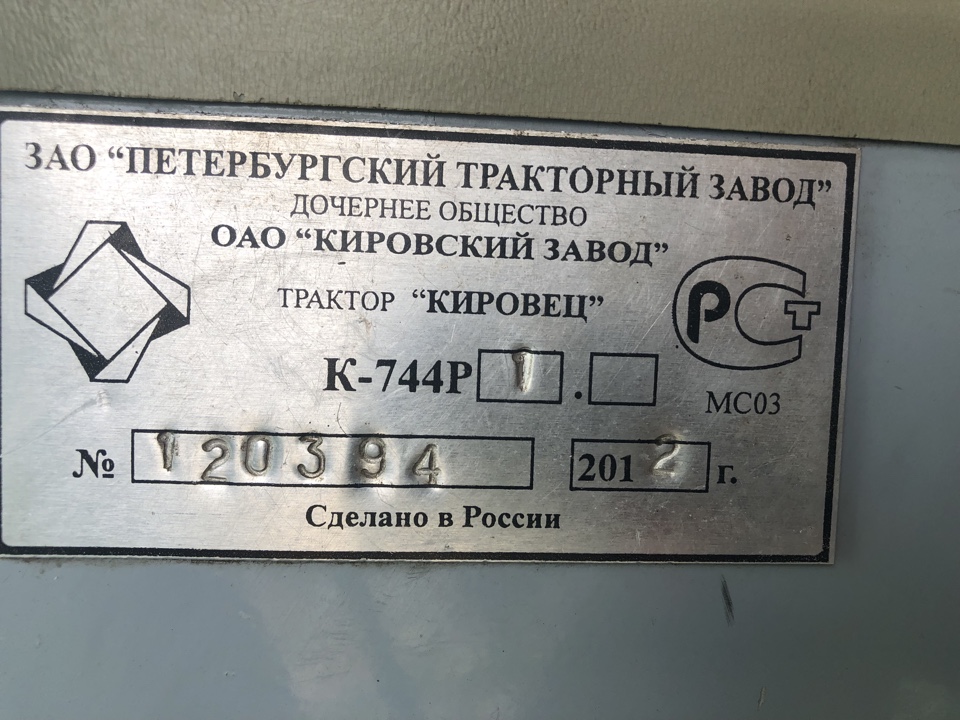 ЗАО “ПЕТЕРБУРГСКИЙ ТРАКТОРНЫЙ ЗАВОД”
ДОЧЕРНЕЕ ОБЩЕСТВО
ОАО “КИРОВСКИЙ ЗАВОД”
ТРАКТОР “КИРОВЕЦ”
К-744Р 1 .
РСТ
МС03
№ 120394 2012 г.
Сделано в России